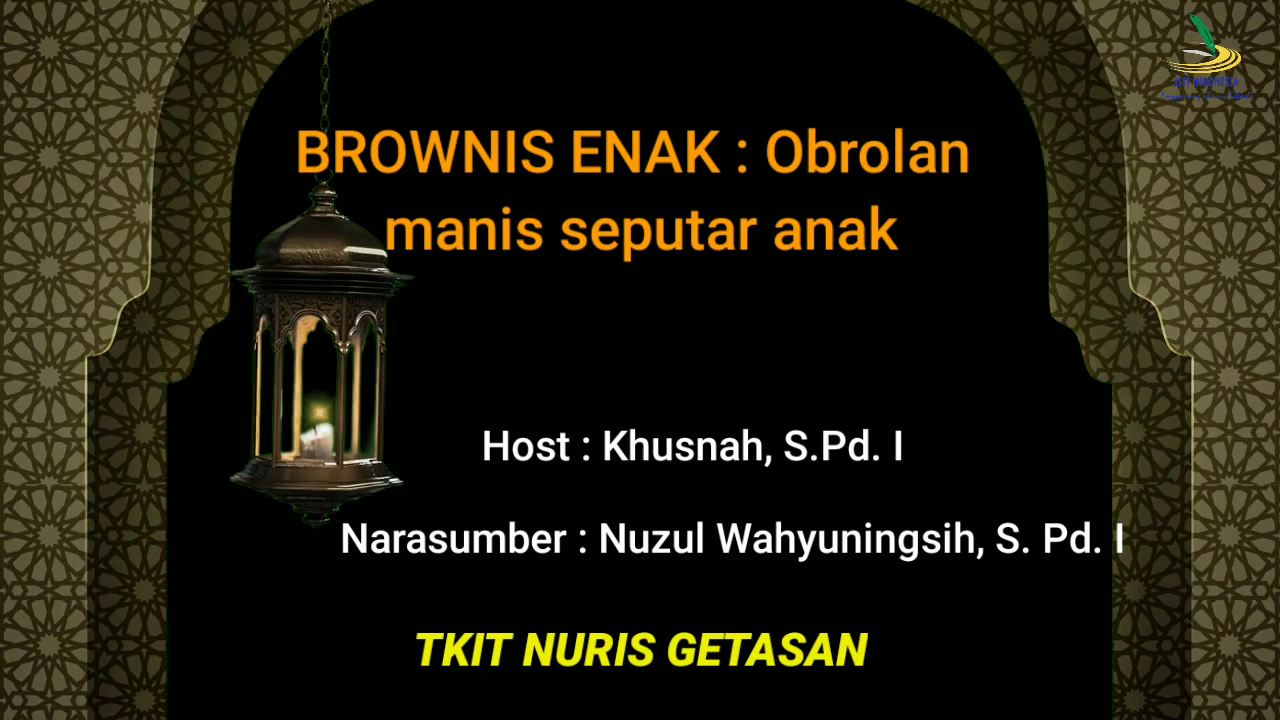 BROWNIS ENAK : Obrolan
manis seputar anak
Host : Khusnah, S.Pd. I
Narasumber : Nuzul Wahyuningsih, S. Pd. I
TKIT NURIS GETASAN